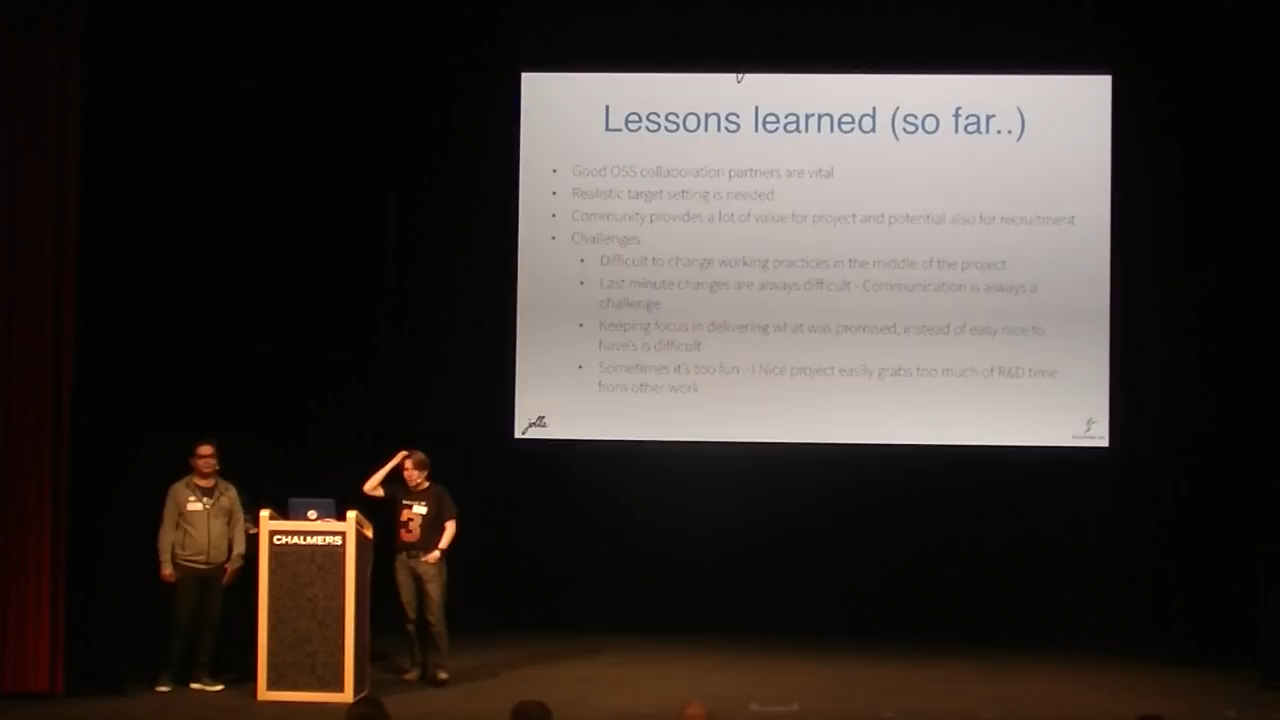 Lessons learned (so far..)
• Good OSS collaboration partners are vital
• Realistic target setting is needed
• Community provides a lot of value for project and potential also for recruitment
• Challenges
• Difficult to change working practices in the middle of the project
• Last minute changes are always difficult - Communication is always a
challenge
• Keeping focus in delivering what was promised, instead of easy nice to
have's is difficult
• Sometimes it's too fun :) Nice project easily grabs too much of R&D time
from other work
jolla
CHALMERS
3